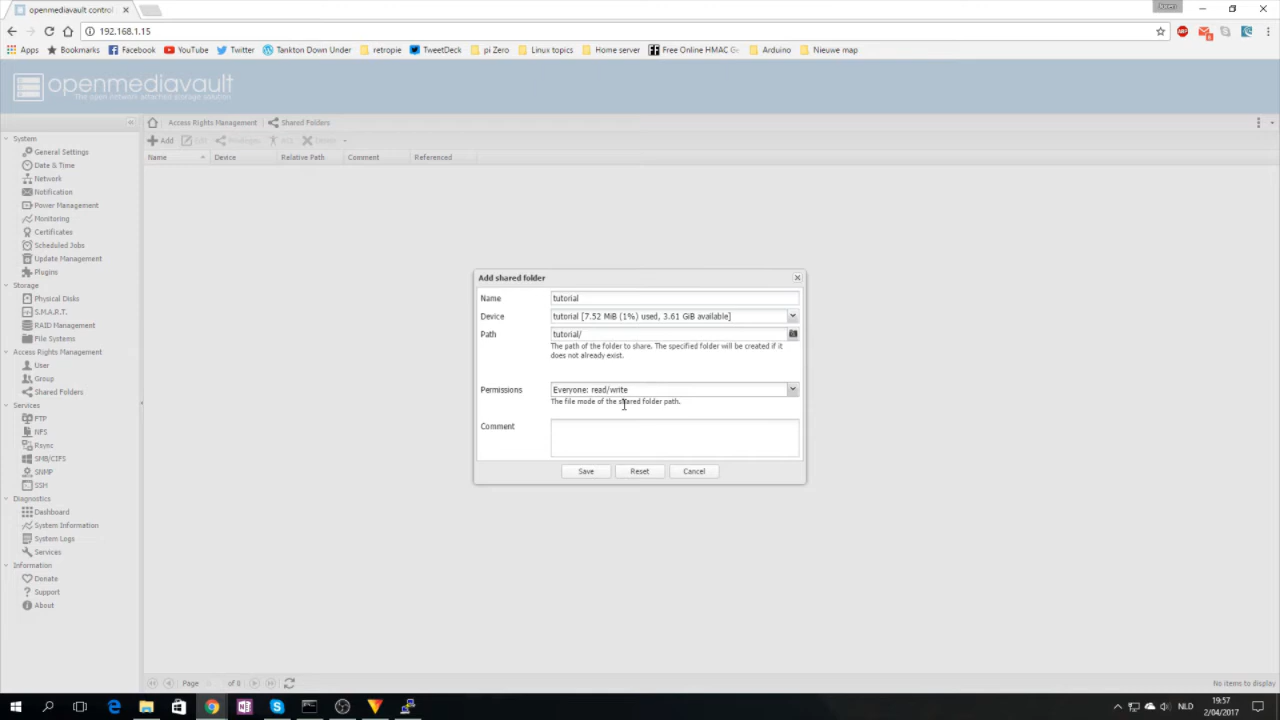 openmediavault control
192.168.1.15
Apps Bookmarks Facebook YouTube Twitter Tankton Down Under retropie TweetDeck pi Zero Linux topics Home server Free Online HMAC Ge Arduino Nieuwe map
openmediavault
The open network attached storage solution
Access Rights Management Shared Folders
Add Edit Privileges ACL Delete
Name Device Relative Path Comment Referenced
System
General Settings
Date & Time
Network
Notification
Power Management
Monitoring
Certificates
Scheduled Jobs
Update Management
Plugins
Storage
Physical Disks
S.M.A.R.T.
RAID Management
File Systems
Access Rights Management
User
Group
Shared Folders
Services
FTP
NFS
Rsync
SMB/CIFS
SNMP
SSH
Diagnostics
Dashboard
System Information
System Logs
Services
Information
Donate
Support
About
Add shared folder
Name tutorial
Device tutorial [7.52 MiB (1%) used, 3.61 GiB available]
Path tutorial/
The path of the folder to share. The specified folder will be created if it
does not already exist.
Permissions Everyone: read/write
The file mode of the shared folder path.
Comment
Save Reset Cancel
Page of 0 No items to display
NLD
19:57
2/04/2017